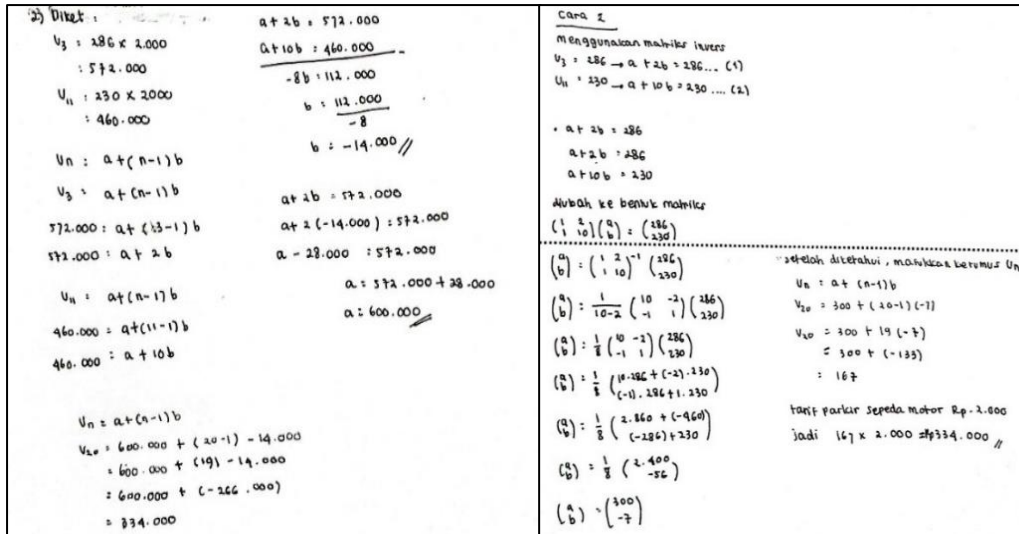 2) Diket :
U₃ : 286 x 2.000
: 572.000
U₁₁ : 230 x 2000
: 460.000
Un : a+(n-1)b
U₃ : a+(n-1)b
572.000 : a+(3-1)b
572.000 : a+2b
U₁₁ : a+(n-1)b
460.000 = a+(11-1)b
460.000 : a+10b
Un = a+(n-1)b
U₂₀ = 600.000 + (20-1) -14.000
= 600.000 + (19) -14.000
= 600.000 + (-266.000)
= 334.000
a+2b = 572.000
a+10b = 460.000 -
-8b = 112.000
b = 112.000
-8
b = -14.000 //
a+2b = 572.000
a+2(-14.000) : 572.000
a - 28.000 : 572.000
a : 572.000 + 28.000
a : 600.000
Cara 2
menggunakan matriks invers
U₃ = 286 → a+2b = 286... (1)
U₁₁ = 230 → a+10b = 230 .... (2)
• a+2b = 286
a+2b = 286
a+10b = 230
diubah ke bentuk matriks
(1 2
1 10) (a
b) = (286
230)
(a
b) = (1 2
1 10)⁻¹ (286
230)
(a
b) = 1/10-2 (10 -2
-1 1) (286
230)
(a
b) = 1/8 (10 -2
-1 1) (286
230)
(a
b) = 1/8 (10.286 + (-2).230
(-1).286+1.230)
(a
b) = 1/8 (2.860 + (-460)
(-286)+230)
(a
b) = 1/8 (2.400
-56)
(a
b) = (300
-7)
setelah diketahui, masukkan kerumus Un
Un = a + (n-1)b
U₂₀ = 300 + (20-1)(-7)
U₂₀ = 300 + 19(-7)
= 300 + (-133)
: 167
tarif parkir sepeda motor Rp. 2.000
jadi 167 x 2.000 = Rp334.000 //